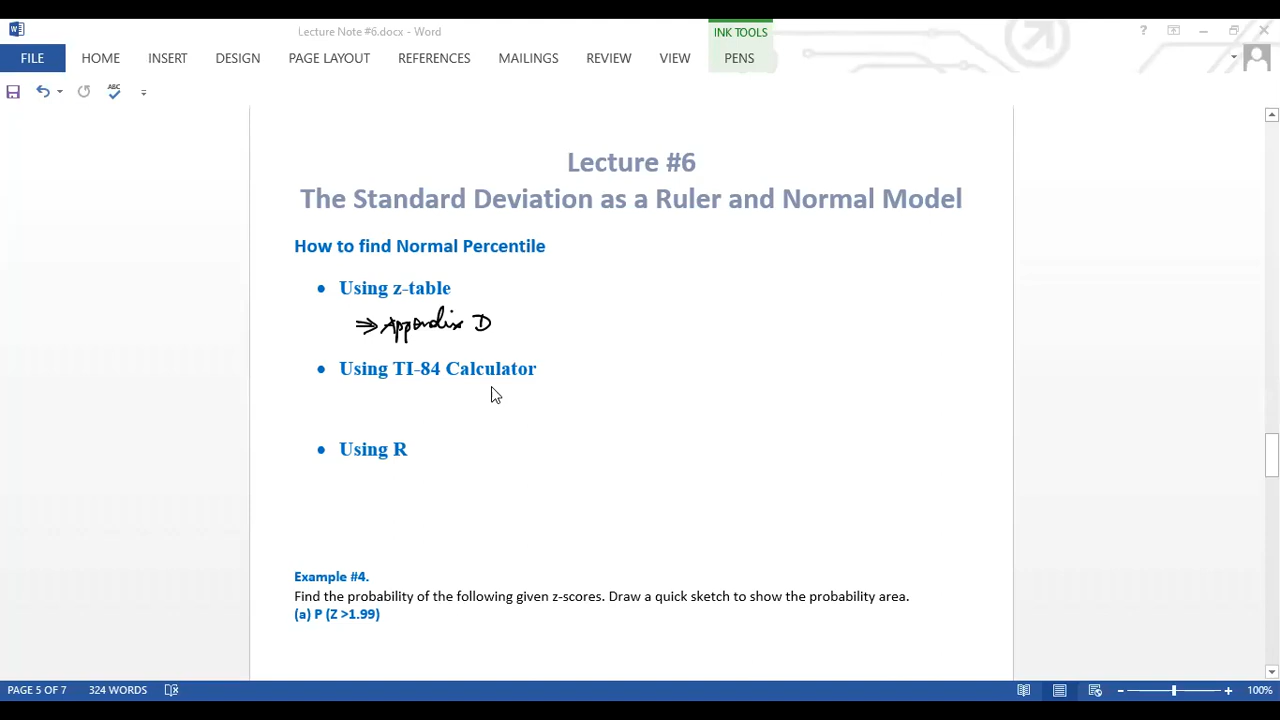 Lecture Note #6.docx - Word
INK TOOLS
?
FILE HOME INSERT DESIGN PAGE LAYOUT REFERENCES MAILINGS REVIEW VIEW PENS
ABC
Lecture #6
The Standard Deviation as a Ruler and Normal Model
How to find Normal Percentile
• Using z-table
⇒ Appendix D
• Using TI-84 Calculator
• Using R
Example #4.
Find the probability of the following given z-scores. Draw a quick sketch to show the probability area.
(a) P (Z >1.99)
PAGE 5 OF 7 324 WORDS 100%